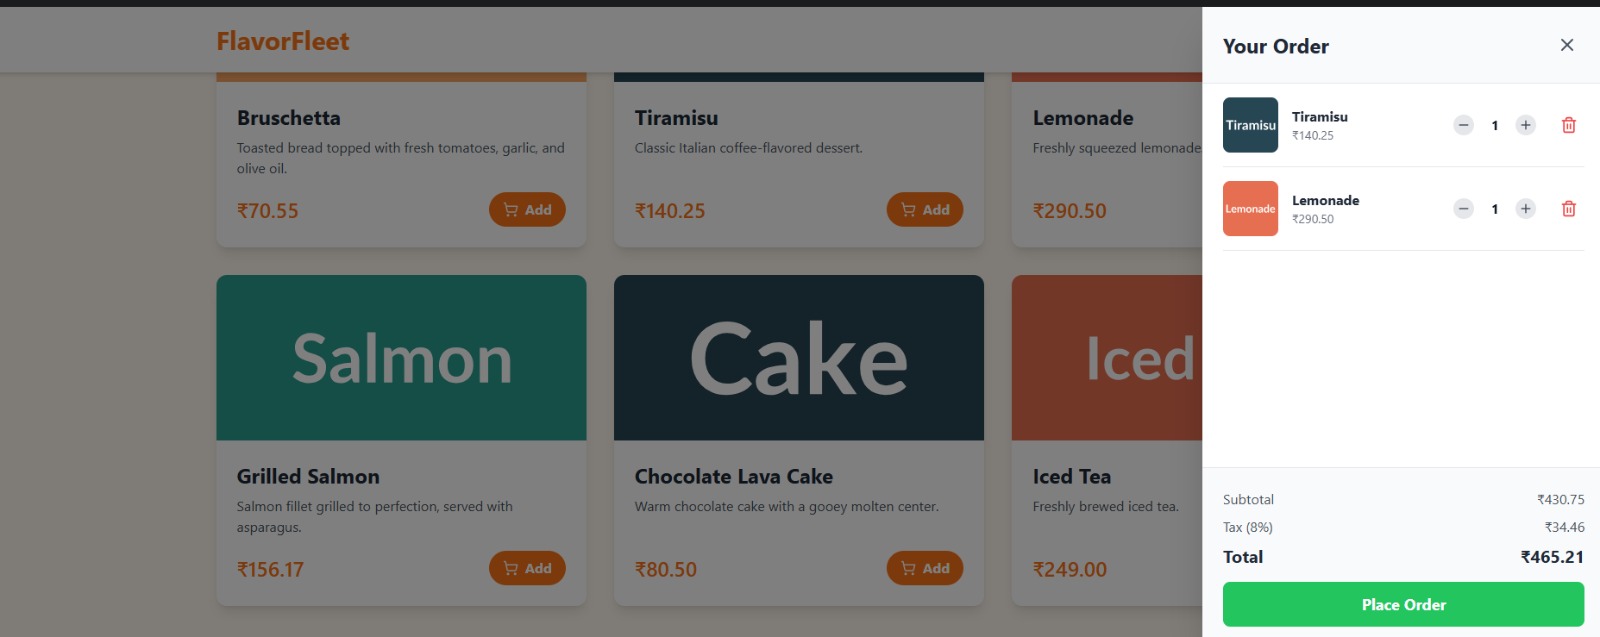 FlavorFleet
Bruschetta
Toasted bread topped with fresh tomatoes, garlic, and
olive oil.
₹70.55
Add
Tiramisu
Classic Italian coffee-flavored dessert.
₹140.25
Add
Lemonade
Freshly squeezed lemonade
₹290.50
Salmon
Grilled Salmon
Salmon fillet grilled to perfection, served with
asparagus.
₹156.17
Add
Cake
Chocolate Lava Cake
Warm chocolate cake with a gooey molten center.
₹80.50
Add
Iced
Iced Tea
Freshly brewed iced tea.
₹249.00
Your Order
Tiramisu
Tiramisu
₹140.25
1
Lemonade
Lemonade
₹290.50
1
Subtotal
₹430.75
Tax (8%)
₹34.46
Total
₹465.21
Place Order